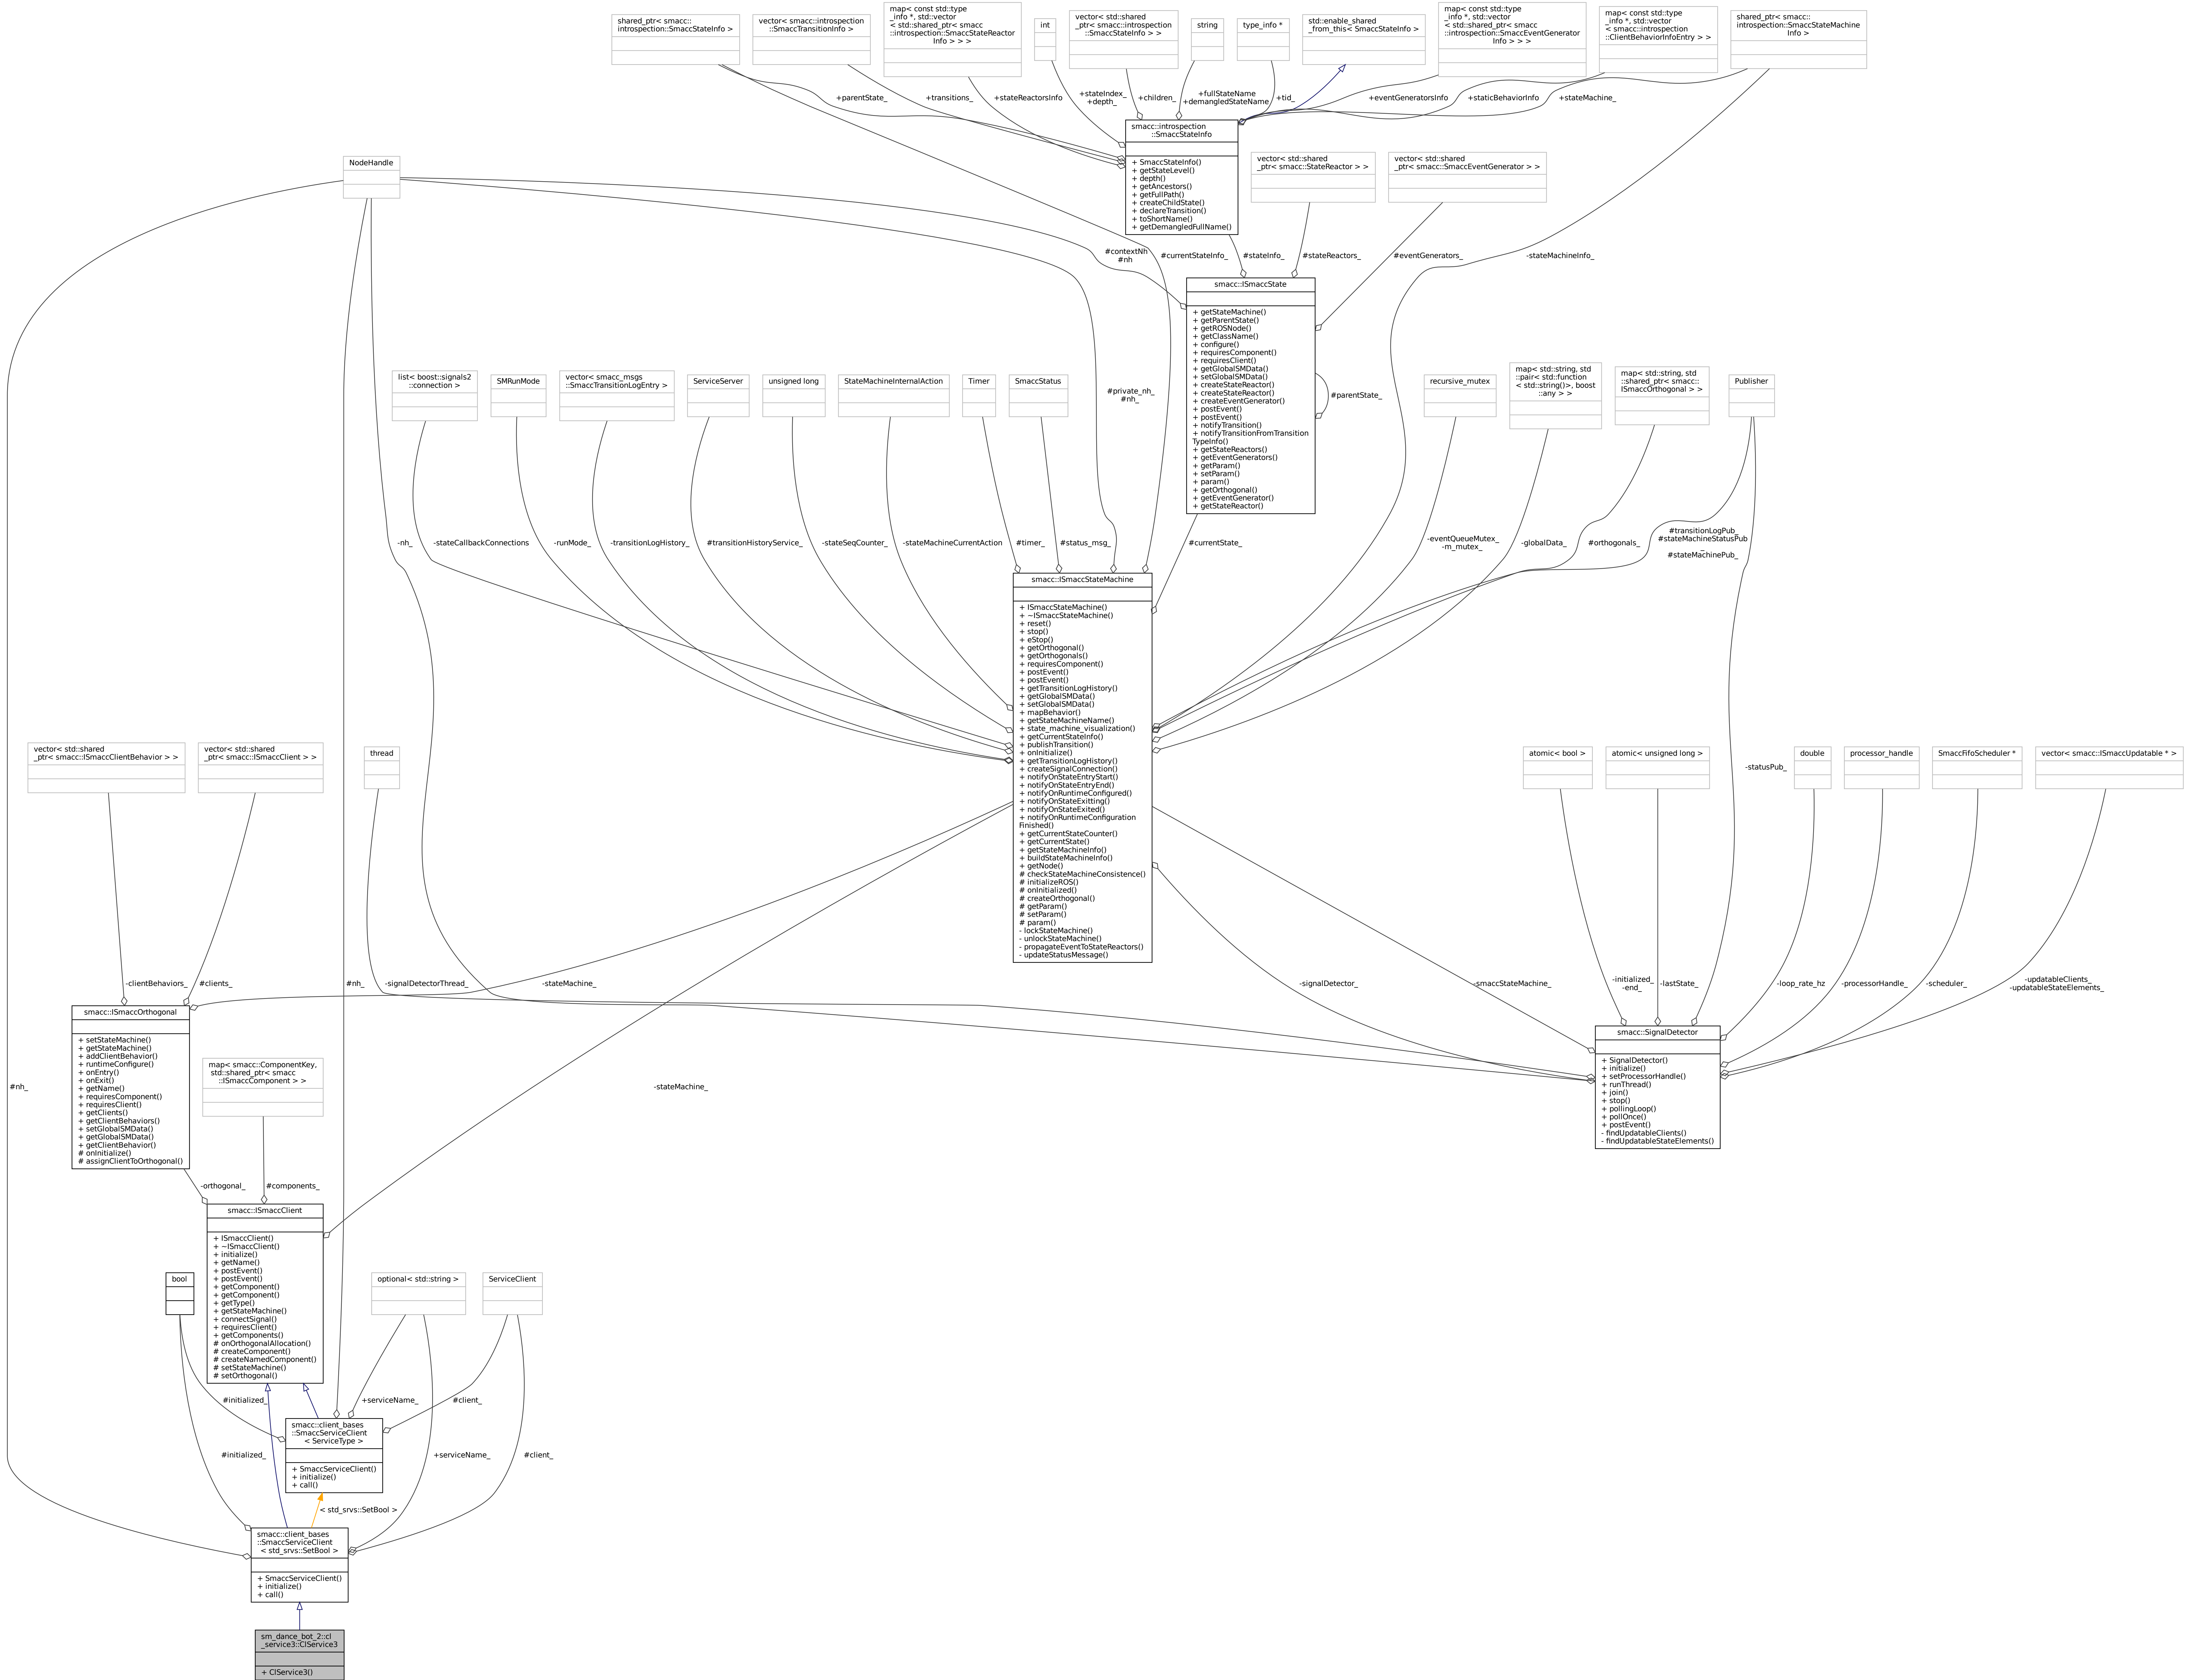 shared_ptr< smacc::
introspection::SmaccStateInfo >
vector< smacc::introspection
::SmaccTransitionInfo >
map< const std::type
_info *, std::vector
< std::shared_ptr< smacc
::introspection::SmaccStateReactor
Info > > >
int
vector< std::shared
_ptr< smacc::introspection
::SmaccStateInfo > >
string
type_info *
std::enable_shared
_from_this< SmaccStateInfo >
map< const std::type
_info *, std::vector
< std::shared_ptr< smacc
::introspection::SmaccEventGenerator
Info > > >
map< const std::type
_info *, std::vector
< smacc::introspection
::ClientBehaviorInfoEntry > >
shared_ptr< smacc::
introspection::SmaccStateMachine
Info >
+parentState_
+transitions_
+stateReactorsInfo
+stateIndex_
+depth_
+children_
+fullStateName
+demangledStateName
+tid_
+eventGeneratorsInfo
+staticBehaviorInfo
+stateMachine_
smacc::introspection
::SmaccStateInfo
+ SmaccStateInfo()
+ getStateLevel()
+ depth()
+ getAncestors()
+ getFullPath()
+ createChildState()
+ declareTransition()
+ toShortName()
+ getDemangledFullName()
vector< std::shared
_ptr< smacc::StateReactor > >
vector< std::shared
_ptr< smacc::SmaccEventGenerator > >
NodeHandle
#contextNh
#nh
#currentStateInfo_
#stateInfo_
#stateReactors_
#eventGenerators_
-stateMachineInfo_
smacc::ISmaccState
+ getStateMachine()
+ getParentState()
+ getROSNode()
+ getClassName()
+ configure()
+ requiresComponent()
+ requiresClient()
+ getGlobalSMData()
+ setGlobalSMData()
+ createStateReactor()
+ createStateReactor()
+ createEventGenerator()
+ postEvent()
+ postEvent()
+ notifyTransition()
+ notifyTransitionFromTransition
TypeInfo()
+ getStateReactors()
+ getEventGenerators()
+ getParam()
+ setParam()
+ param()
+ getOrthogonal()
+ getEventGenerator()
+ getStateReactor()
#parentState_
list< boost::signals2
::connection >
SMRunMode
vector< smacc_msgs
::SmaccTransitionLogEntry >
ServiceServer
unsigned long
StateMachineInternalAction
Timer
SmaccStatus
#private_nh_
#nh_
recursive_mutex
map< std::string, std
::pair< std::function
< std::string()>, boost
::any > >
map< std::string, std
::shared_ptr< smacc::
ISmaccOrthogonal > >
Publisher
-nh_
-stateCallbackConnections
-runMode_
-transitionLogHistory_
#transitionHistoryService_
-stateSeqCounter_
-stateMachineCurrentAction
#timer_
#status_msg_
#currentState_
-eventQueueMutex_
-m_mutex_
-globalData_
#orthogonals_
#transitionLogPub_
#stateMachineStatusPub
_
#stateMachinePub_
smacc::ISmaccStateMachine
+ ISmaccStateMachine()
+ ~ISmaccStateMachine()
+ reset()
+ stop()
+ eStop()
+ getOrthogonal()
+ getOrthogonals()
+ requiresComponent()
+ postEvent()
+ postEvent()
+ getTransitionLogHistory()
+ getGlobalSMData()
+ setGlobalSMData()
+ mapBehavior()
+ getStateMachineName()
+ state_machine_visualization()
+ getCurrentStateInfo()
+ publishTransition()
+ onInitialize()
+ getTransitionLogHistory()
+ createSignalConnection()
+ notifyOnStateEntryStart()
+ notifyOnStateEntryEnd()
+ notifyOnRuntimeConfigured()
+ notifyOnStateExitting()
+ notifyOnStateExited()
+ notifyOnRuntimeConfiguration
Finished()
+ getCurrentStateCounter()
+ getCurrentState()
+ getStateMachineInfo()
+ buildStateMachineInfo()
+ getNode()
# checkStateMachineConsistence()
# initializeROS()
# onInitialized()
# createOrthogonal()
# getParam()
# setParam()
# param()
- lockStateMachine()
- unlockStateMachine()
- propagateEventToStateReactors()
- updateStatusMessage()
vector< std::shared
_ptr< smacc::ISmaccClientBehavior > >
vector< std::shared
_ptr< smacc::ISmaccClient > >
thread
atomic< bool >
atomic< unsigned long >
double
processor_handle
SmaccFifoScheduler *
vector< smacc::ISmaccUpdatable * >
-statusPub_
-clientBehaviors_
#clients_
#nh_
-signalDetectorThread_
-stateMachine_
-signalDetector_
-smaccStateMachine_
-initialized_
-end_
-lastState_
-loop_rate_hz
-processorHandle_
-scheduler_
-updatableClients_
-updatableStateElements_
smacc::ISmaccOrthogonal
+ setStateMachine()
+ getStateMachine()
+ addClientBehavior()
+ runtimeConfigure()
+ onEntry()
+ onExit()
+ getName()
+ requiresComponent()
+ requiresClient()
+ getClients()
+ getClientBehaviors()
+ setGlobalSMData()
+ getGlobalSMData()
+ getClientBehavior()
# onInitialize()
# assignClientToOrthogonal()
smacc::SignalDetector
+ SignalDetector()
+ initialize()
+ setProcessorHandle()
+ runThread()
+ join()
+ stop()
+ pollingLoop()
+ pollOnce()
+ postEvent()
- findUpdatableClients()
- findUpdatableStateElements()
map< smacc::ComponentKey,
std::shared_ptr< smacc
::ISmaccComponent > >
#nh_
-stateMachine_
-orthogonal_
#components_
smacc::ISmaccClient
+ ISmaccClient()
+ ~ISmaccClient()
+ initialize()
+ getName()
+ postEvent()
+ postEvent()
+ getComponent()
+ getComponent()
+ getType()
+ getStateMachine()
+ connectSignal()
+ requiresClient()
+ getComponents()
# onOrthogonalAllocation()
# createComponent()
# createNamedComponent()
# setStateMachine()
# setOrthogonal()
bool
optional< std::string >
ServiceClient
#initialized_
+serviceName_
#client_
smacc::client_bases
::SmaccServiceClient
< ServiceType >
+ SmaccServiceClient()
+ initialize()
+ call()
#initialized_
+serviceName_
#client_
< std_srvs::SetBool >
smacc::client_bases
::SmaccServiceClient
< std_srvs::SetBool >
+ SmaccServiceClient()
+ initialize()
+ call()
sm_dance_bot_2::cl
_service3::ClService3
+ ClService3()